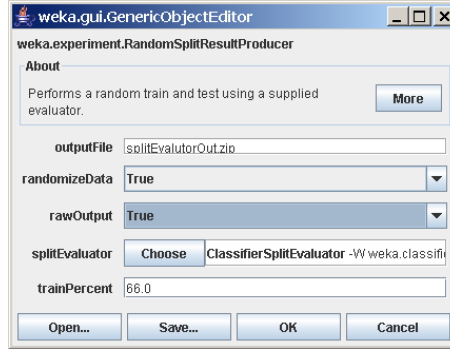 weka.gui.GenericObjectEditor
weka.experiment.RandomSplitResultProducer
About
Performs a random train and test using a supplied
evaluator.
More
outputFile splitEvalutorOut.zip
randomizeData True
rawOutput True
splitEvaluator Choose ClassifierSplitEvaluator -W weka.classifi
trainPercent 66.0
Open... Save... OK Cancel